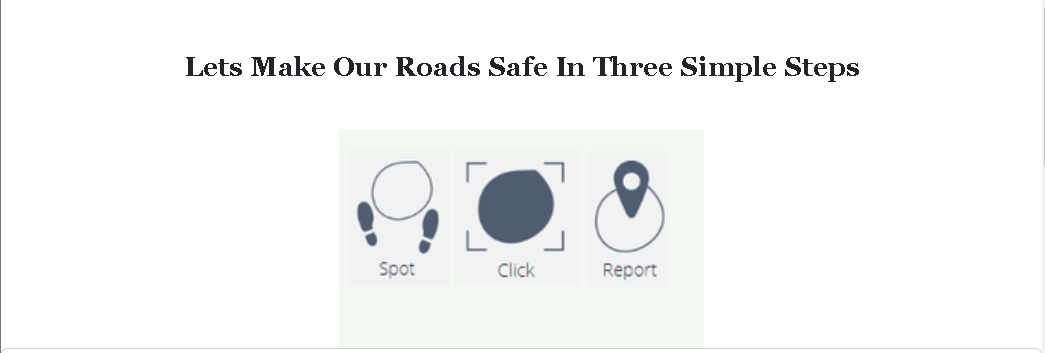 Lets Make Our Roads Safe In Three Simple Steps
Spot Click Report